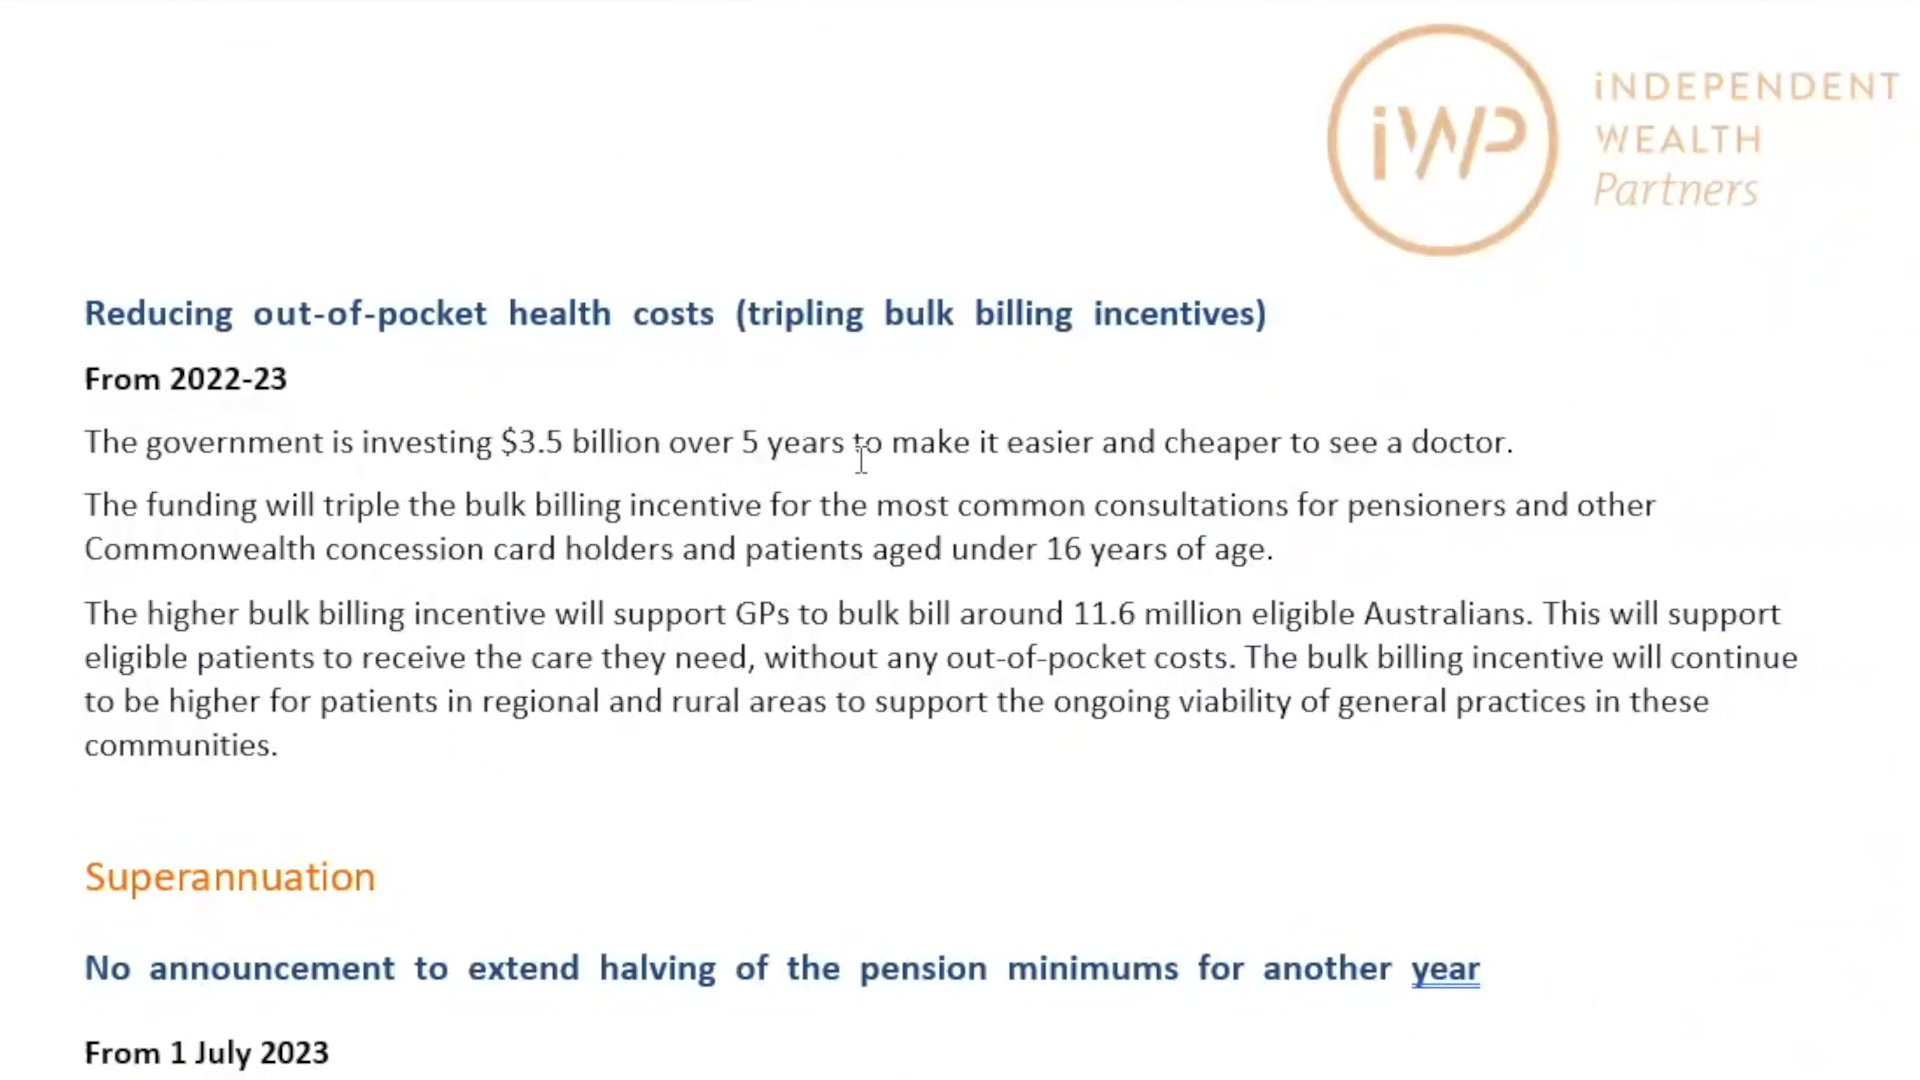 iWP
iNDEPENDENT
WEALTH
Partners
Reducing out-of-pocket health costs (tripling bulk billing incentives)
From 2022-23
The government is investing $3.5 billion over 5 years to make it easier and cheaper to see a doctor.
The funding will triple the bulk billing incentive for the most common consultations for pensioners and other
Commonwealth concession card holders and patients aged under 16 years of age.
The higher bulk billing incentive will support GPs to bulk bill around 11.6 million eligible Australians. This will support
eligible patients to receive the care they need, without any out-of-pocket costs. The bulk billing incentive will continue
to be higher for patients in regional and rural areas to support the ongoing viability of general practices in these
communities.
Superannuation
No announcement to extend halving of the pension minimums for another year
From 1 July 2023